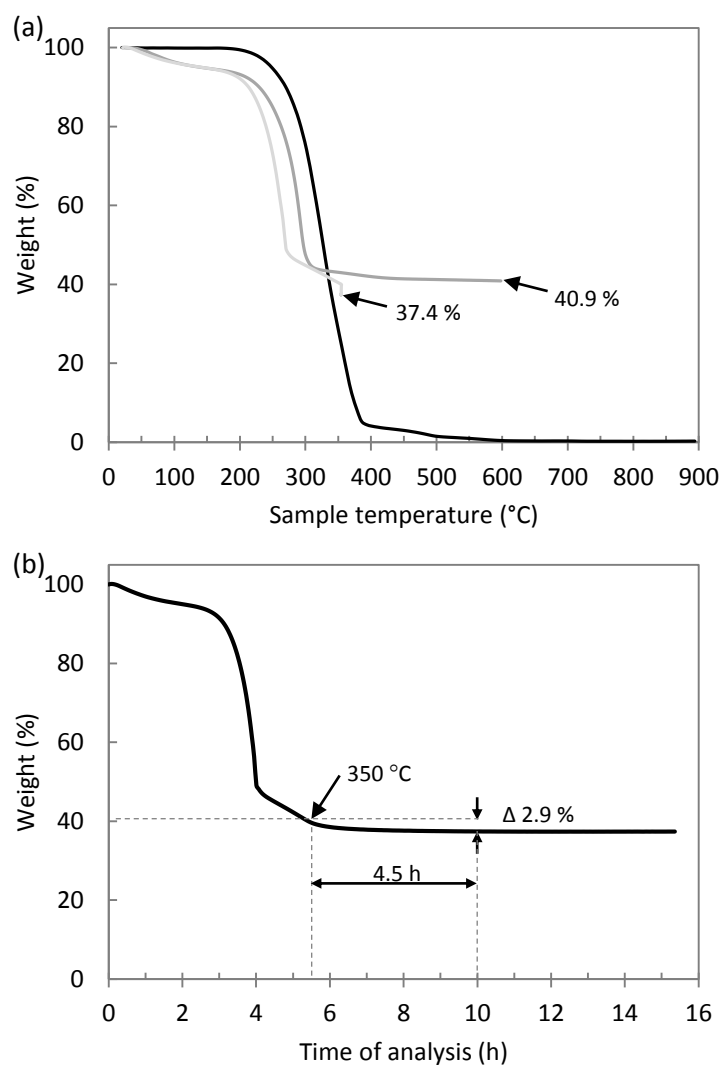 (a)
100
80
60
40
20
0
Weight (%)
37.4 %
40.9 %
0 100 200 300 400 500 600 700 800 900
Sample temperature (°C)
(b)
100
80
60
40
20
0
Weight (%)
350 °C
Δ 2.9 %
4.5 h
0 2 4 6 8 10 12 14 16
Time of analysis (h)